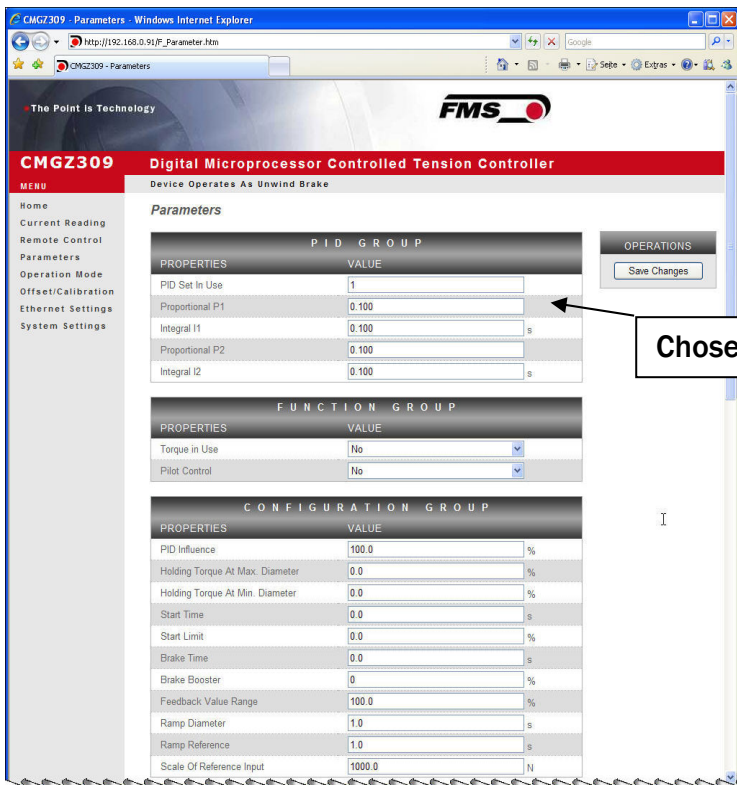 CMGZ309 - Parameters - Windows Internet Explorer
http://192.168.0.91/F_Parameter.htm
Google
CMGZ309 - Parameters
Seite
Extras
The Point Is Technology
FMS
CMGZ309
Digital Microprocessor Controlled Tension Controller
MENU
Device Operates As Unwind Brake
Home
Current Reading
Remote Control
Parameters
Operation Mode
Offset/Calibration
Ethernet Settings
System Settings
Parameters
PID GROUP
PROPERTIES VALUE
PID Set In Use 1
Proportional P1 0.100
Integral I1 0.100 s
Proportional P2 0.100
Integral I2 0.100 s
OPERATIONS
Save Changes
Chose
FUNCTION GROUP
PROPERTIES VALUE
Torque in Use No
Pilot Control No
CONFIGURATION GROUP
PROPERTIES VALUE
PID Influence 100.0 %
Holding Torque At Max. Diameter 0.0 %
Holding Torque At Min. Diameter 0.0 %
Start Time 0.0 s
Start Limit 0.0 %
Brake Time 0.0 s
Brake Booster 0 %
Feedback Value Range 100.0 %
Ramp Diameter 1.0 s
Ramp Reference 1.0 s
Scale Of Reference Input 1000.0 N